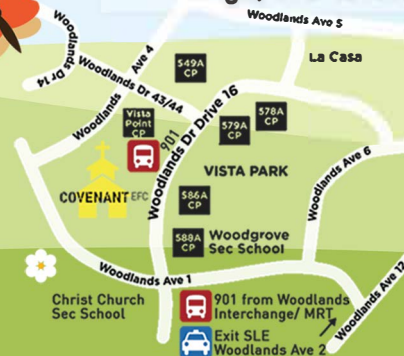 Woodlands Ave 5
Woodlands
Dr 14
Ave 4
Woodlands
549A
CP
La Casa
Woodlands Dr 43/44
Woodlands Dr Drive 16
Vista
Point
CP
901
579A
CP
578A
CP
VISTA PARK
Woodlands Ave 6
COVENANT EFC
586A
CP
588A
CP
Woodgrove
Sec School
Woodlands Ave 1
Woodlands Ave 12
Christ Church
Sec School
901 from Woodlands
Interchange/ MRT
Exit SLE
Woodlands Ave 2